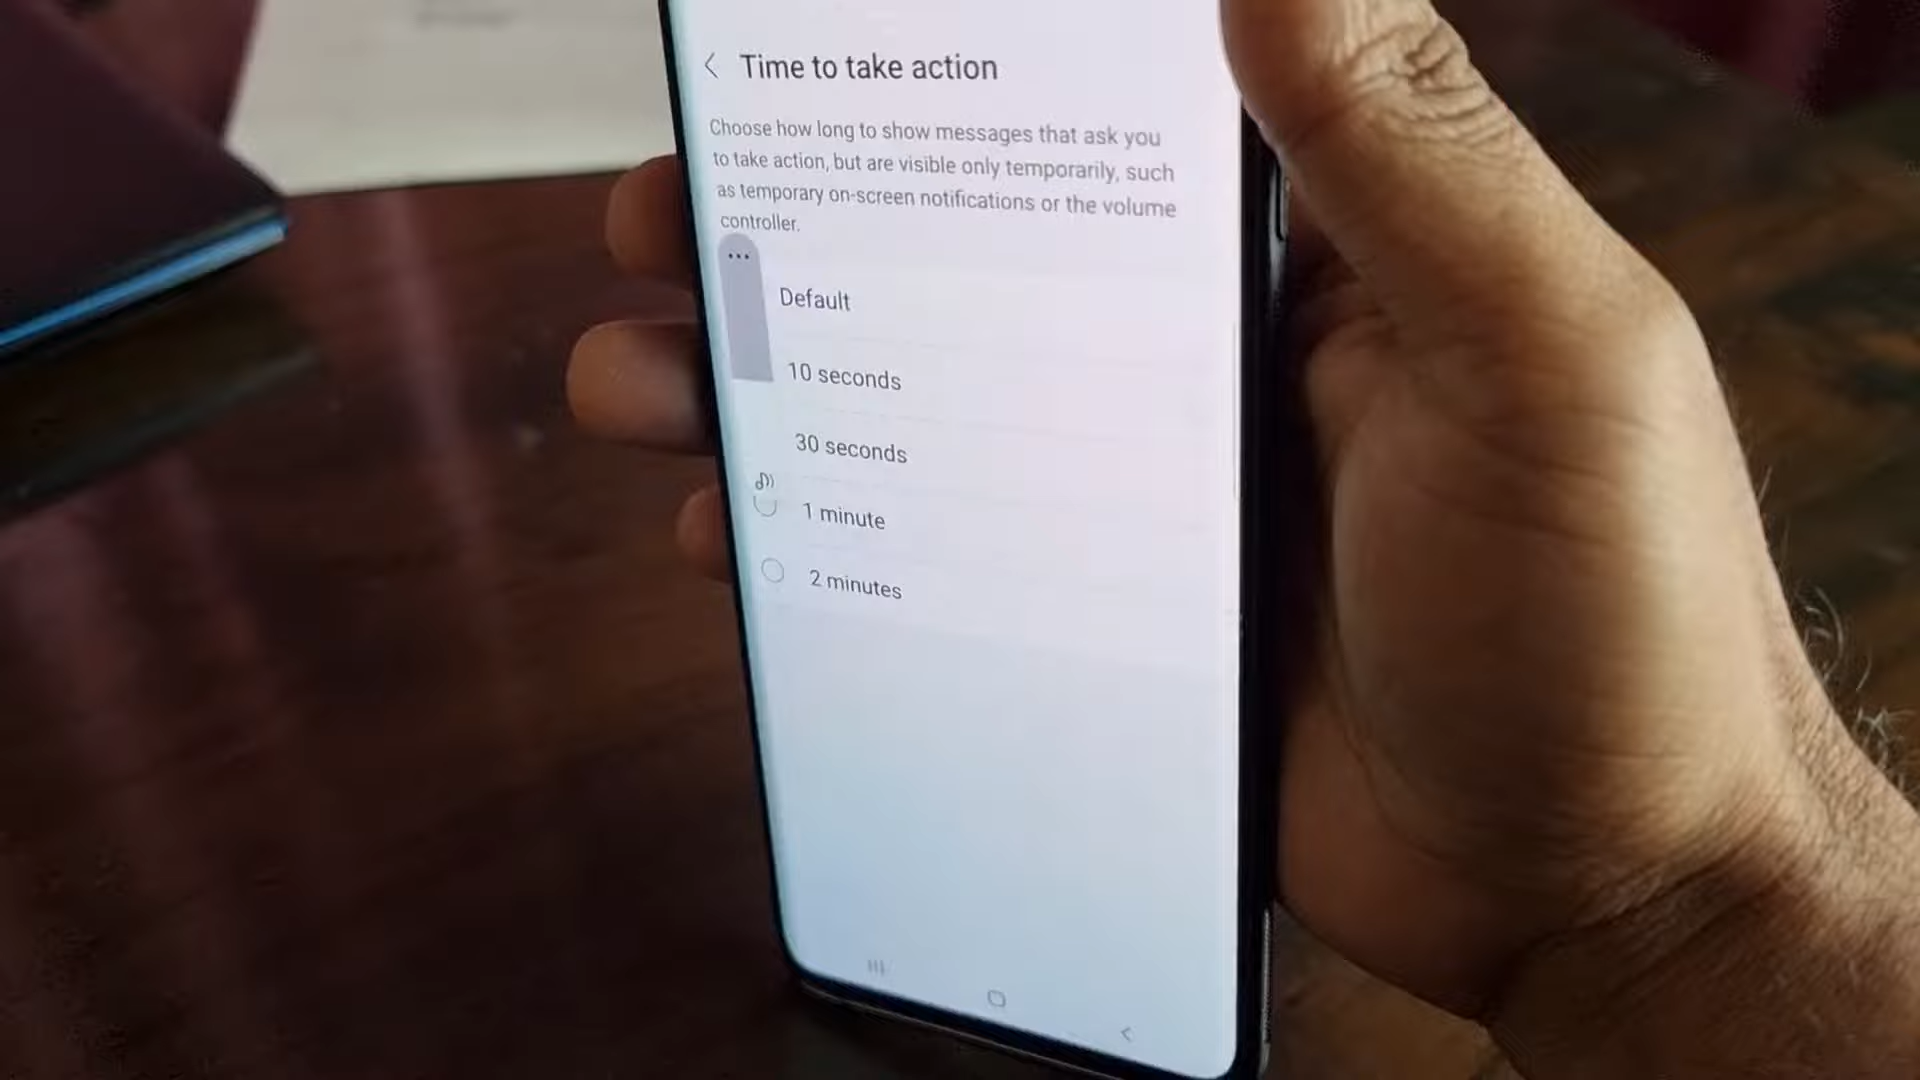 Time to take action
Choose how long to show messages that ask you
to take action, but are visible only temporarily, such
as temporary on-screen notifications or the volume
controller.
Default
10 seconds
30 seconds
1 minute
2 minutes